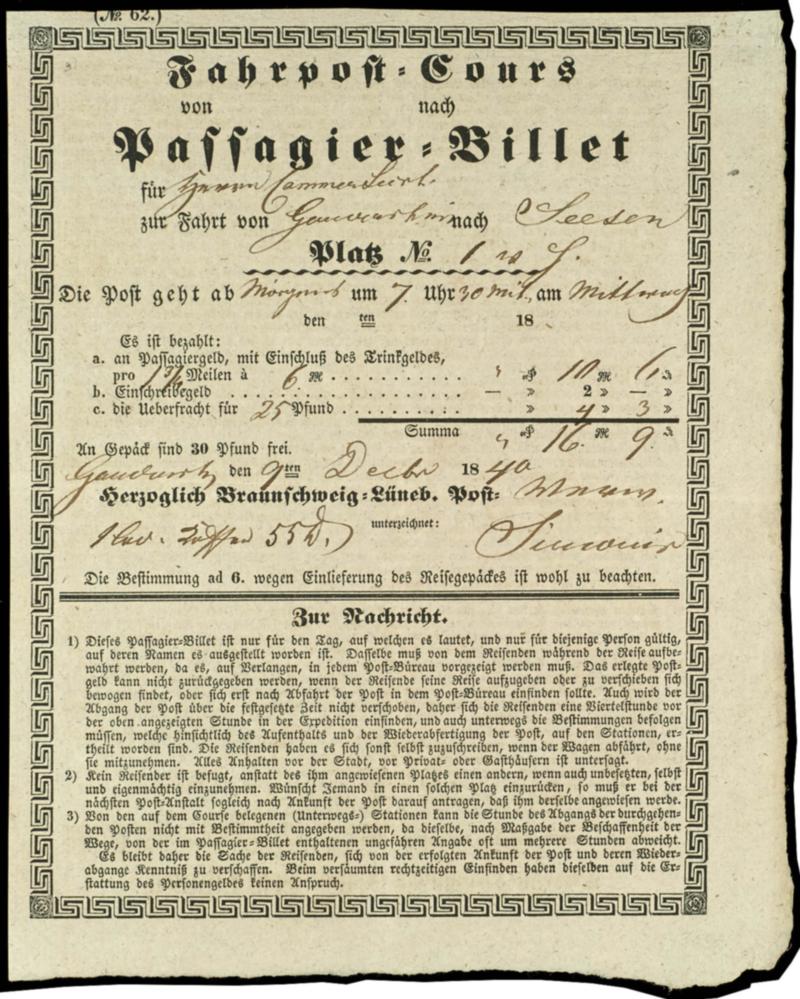 (No. 62.)
Fahrpost-Cours
von nach
Passagier-Billet
für Herrn
zur Fahrt von nach Seesen
Platz No. 1
Die Post geht ab Morgens um 7 Uhr 30 Mit., am Mittwoch
den ten 18
Es ist bezahlt:
a. an Passagiergeld, mit Einschluß des Trinkgeldes,
pro Meilen à 6 10 6
b. Einschreibegeld — » 2 » — »
c. die Ueberfracht für 25 Pfund » 4 » 3 »
Summa 16 9
An Gepäck sind 30 Pfund frei.
den 9ten Decbr 1840
Herzoglich Braunschweig-Lüneb. Post-
55
unterzeichnet:
Die Bestimmung ad 6. wegen Einlieferung des Reisegepäckes ist wohl zu beachten.
Zur Nachricht.
1) Dieses Passagier-Billet ist nur für den Tag, auf welchen es lautet, und nur für diejenige Person gültig,
auf deren Namen es ausgestellt worden ist. Dasselbe muß von dem Reisenden während der Reise aufbe-
wahrt werden, da es, auf Verlangen, in jedem Post-Büreau vorgezeigt werden muß. Das erlegte Post-
geld kann nicht zurückgegeben werden, wenn der Reisende seine Reise aufzugeben oder zu verschieben sich
bewogen findet, oder sich erst nach Abfahrt der Post in dem Post-Büreau einfinden sollte. Auch wird der
Abgang der Post über die festgesetzte Zeit nicht verschoben, daher sich die Reisenden eine Viertelstunde vor
der oben angezeigten Stunde in der Expedition einfinden, und auch unterwegs die Bestimmungen befolgen
müssen, welche hinsichtlich des Aufenthalts und der Wiederabfertigung der Post, auf den Stationen, er-
theilt worden sind. Die Reisenden haben es sich sonst selbst zuzuschreiben, wenn der Wagen abfährt, ohne
sie mitzunehmen. Alles Anhalten vor der Stadt, vor Privat- oder Gasthäusern ist untersagt.
2) Kein Reisender ist befugt, anstatt des ihm angewiesenen Platzes einen andern, wenn auch unbesetzten, selbst
und eigenmächtig einzunehmen. Wünscht Jemand in einen solchen Platz einzurücken, so muß er bei der
nächsten Post-Anstalt sogleich nach Ankunft der Post darauf antragen, daß ihm derselbe angewiesen werde.
3) Von den auf dem Course belegenen (Unterwegs-) Stationen kann die Stunde des Abgangs der durchgehen-
den Posten nicht mit Bestimmtheit angegeben werden, da dieselbe, nach Maßgabe der Beschaffenheit der
Wege, von der im Passagier-Billet enthaltenen ungefähren Angabe oft um mehrere Stunden abweicht.
Es bleibt daher die Sache der Reisenden, sich von der erfolgten Ankunft der Post und deren Wieder-
abgange Kenntniß zu verschaffen. Beim versäumten rechtzeitigen Einfinden haben dieselben auf die Er-
stattung des Personengeldes keinen Anspruch.